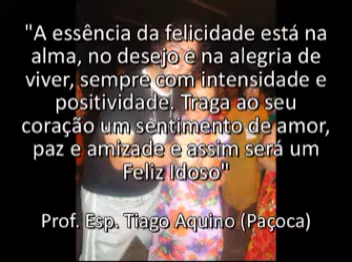 "A essência da felicidade está na
alma, no desejo e na alegria de
viver, sempre com intensidade e
positividade. Traga ao seu
coração um sentimento de amor,
paz e amizade e assim será um
Feliz Idoso"
Prof. Esp. Tiago Aquino (Paçoca)